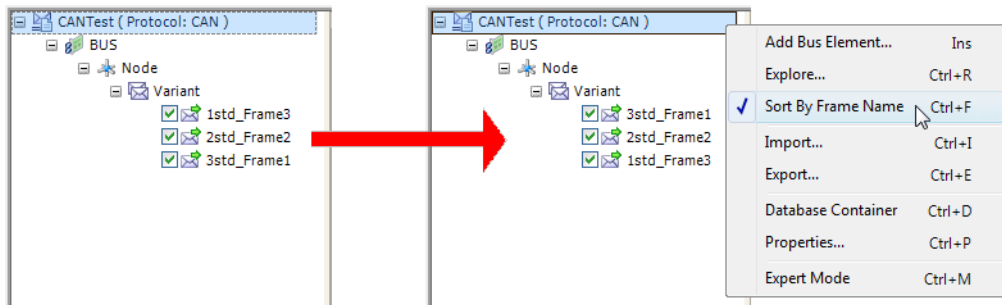 CANTest ( Protocol: CAN )
BUS
Node
Variant
1std_Frame3
2std_Frame2
3std_Frame1
CANTest ( Protocol: CAN )
BUS
Node
Variant
3std_Frame1
2std_Frame2
1std_Frame3
Add Bus Element... Ins
Explore... Ctrl+R
Sort By Frame Name Ctrl+F
Import... Ctrl+I
Export... Ctrl+E
Database Container Ctrl+D
Properties... Ctrl+P
Expert Mode Ctrl+M